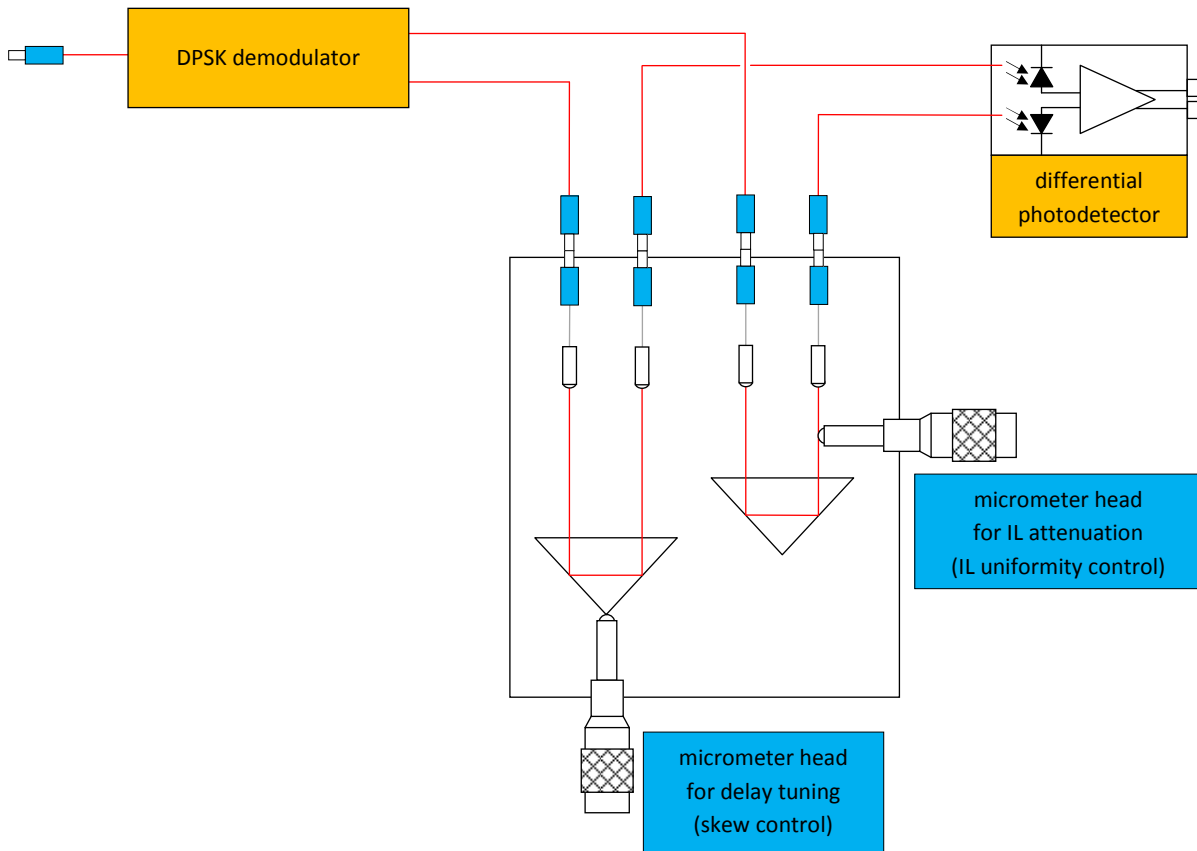 DPSK demodulator
differential
photodetector
micrometer head
for IL attenuation
(IL uniformity control)
micrometer head
for delay tuning
(skew control)